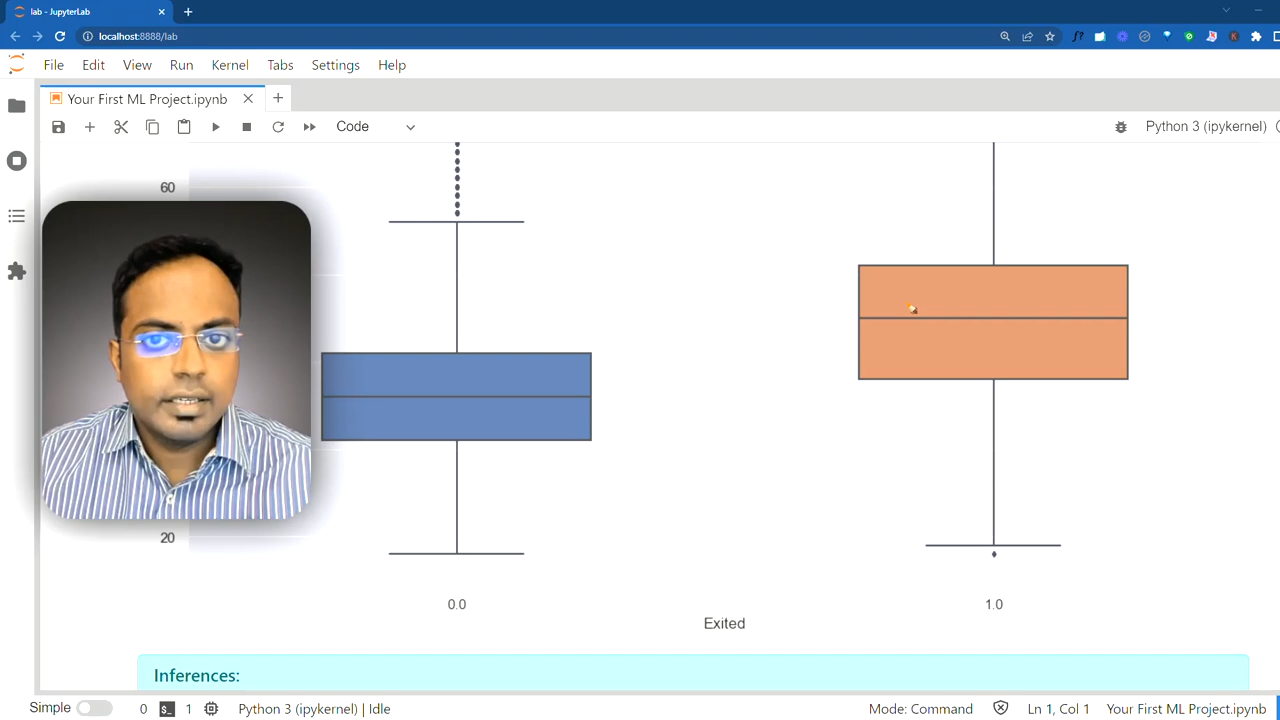 lab - JupyterLab
localhost:8888/lab
File Edit View Run Kernel Tabs Settings Help
Your First ML Project.ipynb
Code
Python 3 (ipykernel)
60
20
0.0 1.0
Exited
Inferences:
Simple 0 $_ 1 Python 3 (ipykernel) | Idle Mode: Command Ln 1, Col 1 Your First ML Project.ipynb